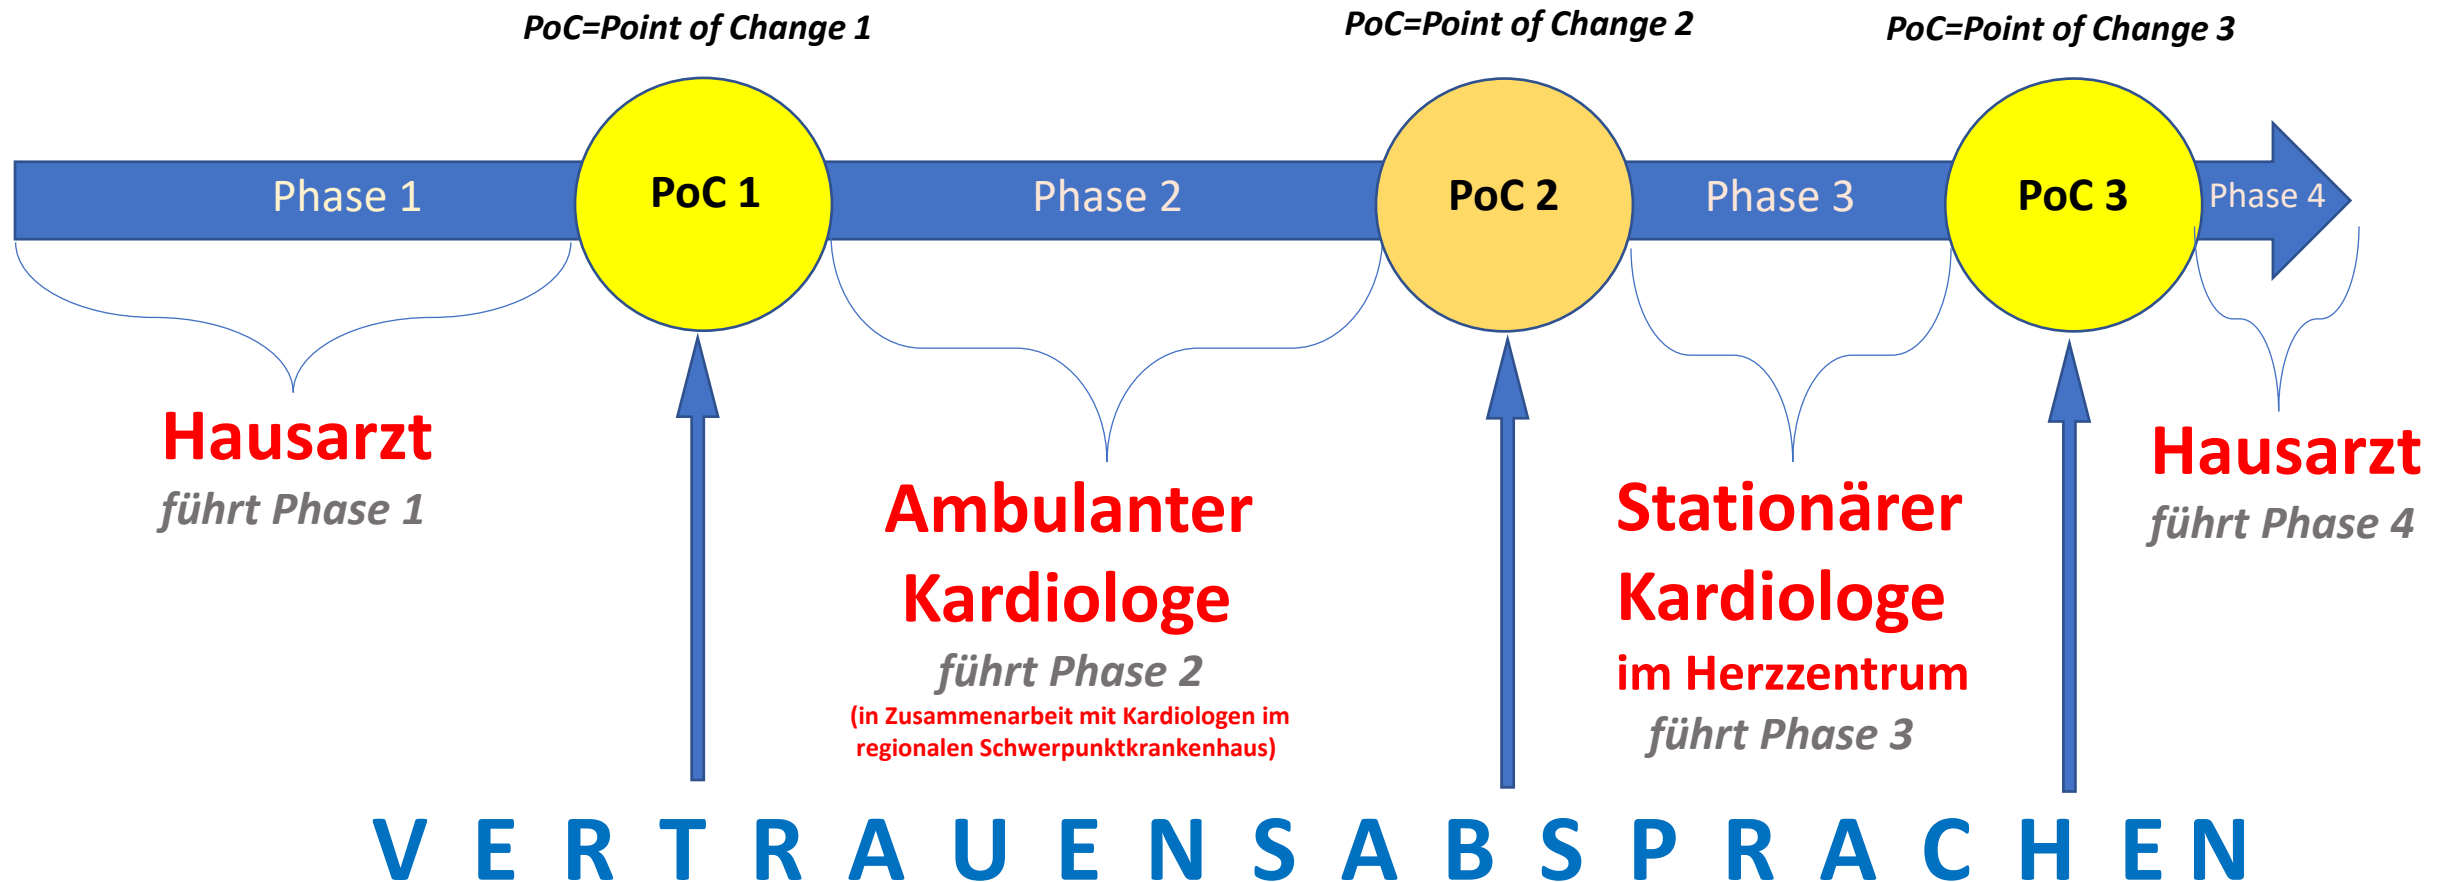 PoC=Point of Change 1
PoC=Point of Change 2
PoC=Point of Change 3
Phase 1
PoC 1
Phase 2
PoC 2
Phase 3
PoC 3
Phase 4
Hausarzt
führt Phase 1
Ambulanter
Kardiologe
führt Phase 2
(in Zusammenarbeit mit Kardiologen im
regionalen Schwerpunktkrankenhaus)
Stationärer
Kardiologe
im Herzzentrum
führt Phase 3
Hausarzt
führt Phase 4
V E R T R A U E N S A B S P R A C H E N